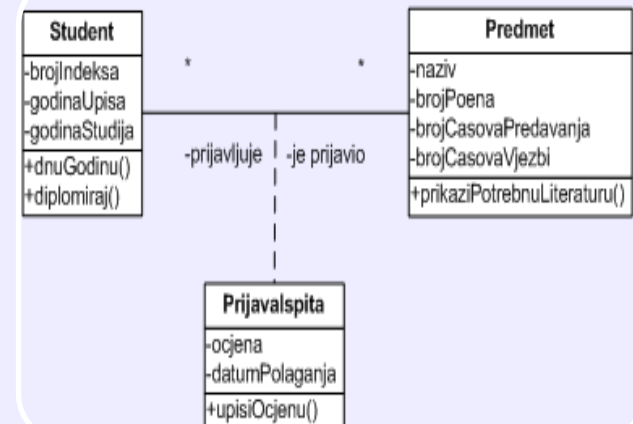 Student
-brojIndeksa
-godinaUpisa
-godinaStudija
+dnuGodinu()
+diplomiraj()
*
*
-prijavljuje
-je prijavio
Predmet
-naziv
-brojPoena
-brojCasovaPredavanja
-brojCasovaVjezbi
+prikaziPotrebnuLiteraturu()
PrijavaIspita
-ocjena
-datumPolaganja
+upisiOcjenu()